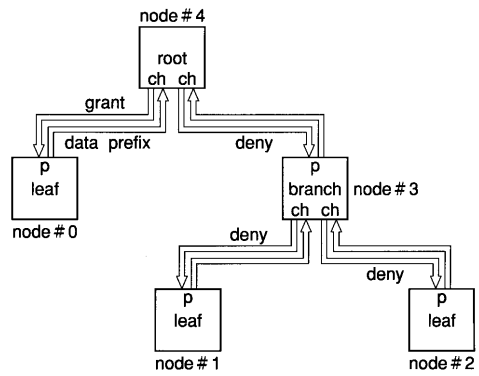 node # 4
root
ch ch
grant
data prefix
deny
p
leaf
node # 0
p
branch
ch ch
node # 3
deny
deny
p
leaf
node # 1
p
leaf
node # 2